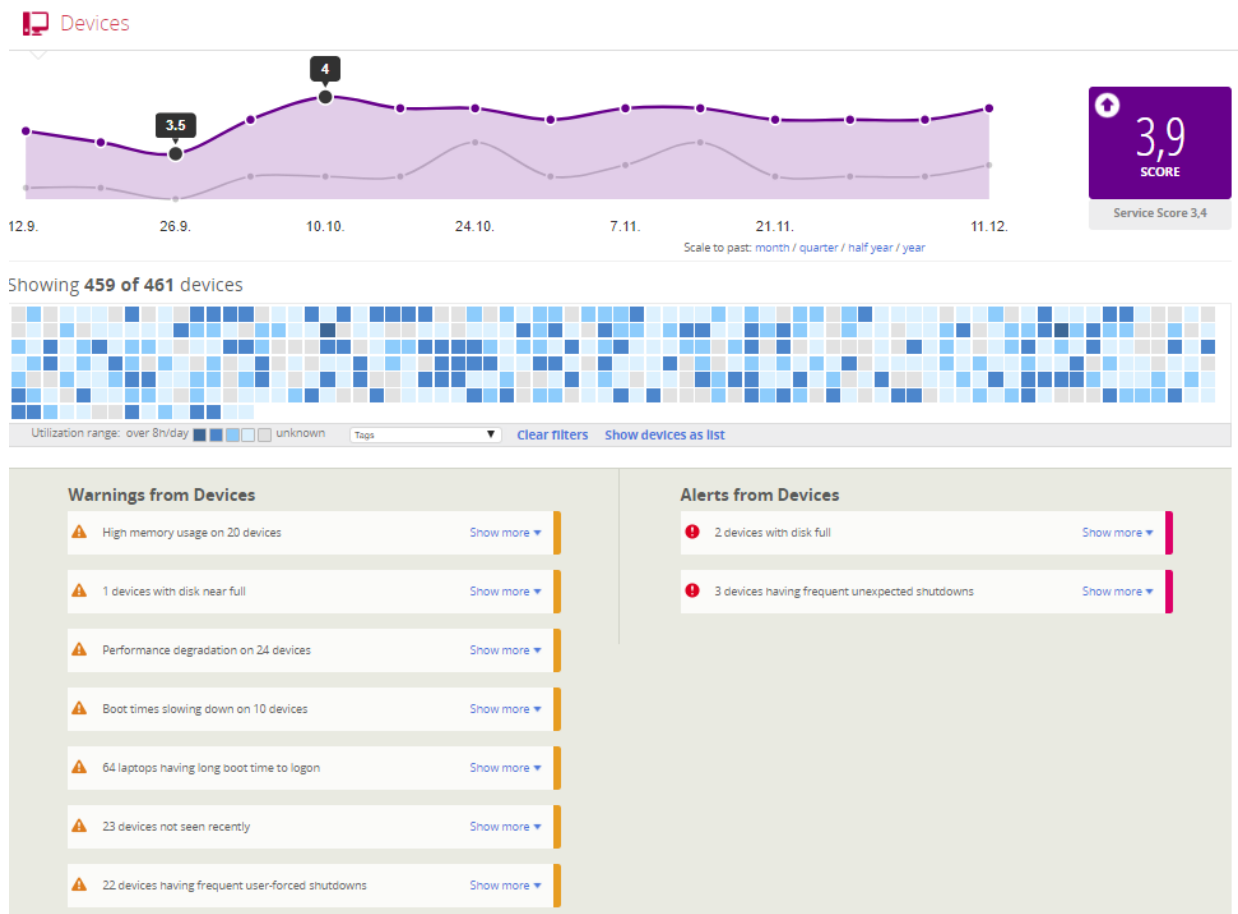 Devices
4
3.5
3,9
SCORE
Service Score 3,4
12.9.
26.9.
10.10.
24.10.
7.11.
21.11.
11.12.
Scale to past: month / quarter / half year / year
Showing 459 of 461 devices
Utilization range: over 8h/day unknown Tags Clear filters Show devices as list
Warnings from Devices
High memory usage on 20 devices Show more
1 devices with disk near full Show more
Performance degradation on 24 devices Show more
Boot times slowing down on 10 devices Show more
64 laptops having long boot time to logon Show more
23 devices not seen recently Show more
22 devices having frequent user-forced shutdowns Show more
Alerts from Devices
2 devices with disk full Show more
3 devices having frequent unexpected shutdowns Show more